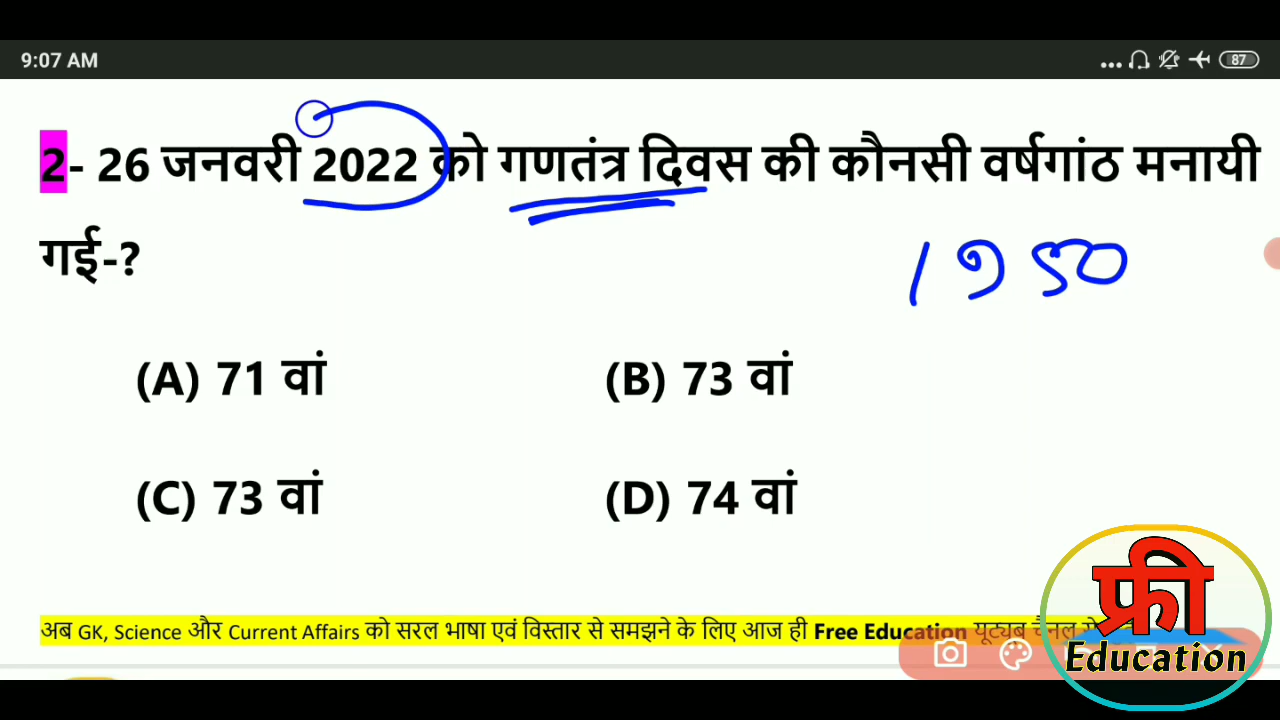 9:07 AM
87
2- 26 जनवरी 2022 को गणतंत्र दिवस की कौनसी वर्षगांठ मनायी
गई-?
1950
(A) 71 वां
(B) 73 वां
(C) 73 वां
(D) 74 वां
अब GK, Science और Current Affairs को सरल भाषा एवं विस्तार से समझने के लिए आज ही Free Education यूट्यूब चैनल
फ्री
Education